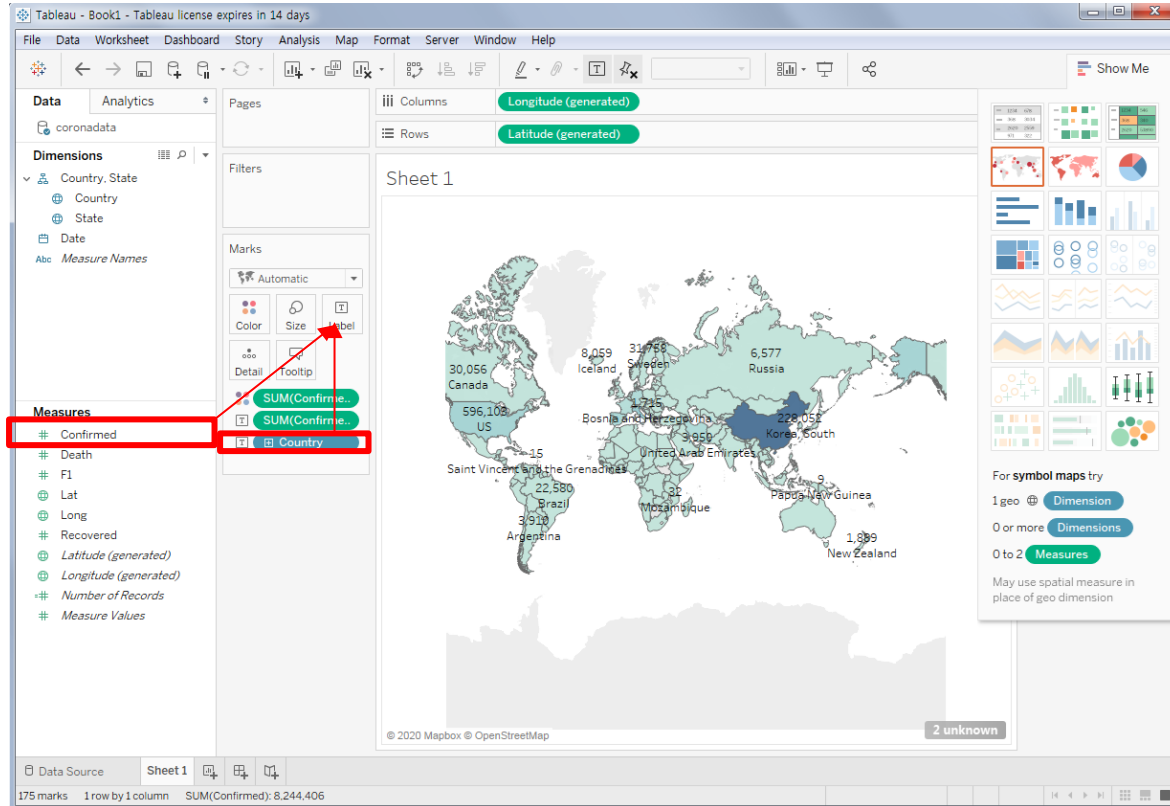 Tableau - Book1 - Tableau license expires in 14 days
File Data Worksheet Dashboard Story Analysis Map Format Server Window Help
Show Me
Data Analytics
coronadata
Dimensions
Country, State
Country
State
Date
Abc Measure Names
Measures
# Confirmed
# Death
# F1
Lat
Long
# Recovered
Latitude (generated)
Longitude (generated)
=# Number of Records
# Measure Values
Pages
Filters
Marks
Automatic
Color Size Label
Detail Tooltip
SUM(Confirme..
SUM(Confirme..
Country
Columns Longitude (generated)
Rows Latitude (generated)
Sheet 1
30,056
Canada
8,059
Iceland
31,758
Sweden
6,577
Russia
596,103
US
1,715
Bosnia and Herzegovina
228,052
Korea, South
3,950
United Arab Emirates
15
Saint Vincent and the Grenadines
22,580
Brazil
32
Mozambique
9
Papua New Guinea
3,910
Argentina
1,889
New Zealand
© 2020 Mapbox © OpenStreetMap
2 unknown
For symbol maps try
1 geo Dimension
0 or more Dimensions
0 to 2 Measures
May use spatial measure in
place of geo dimension
Data Source Sheet 1
175 marks 1 row by 1 column SUM(Confirmed): 8,244,406